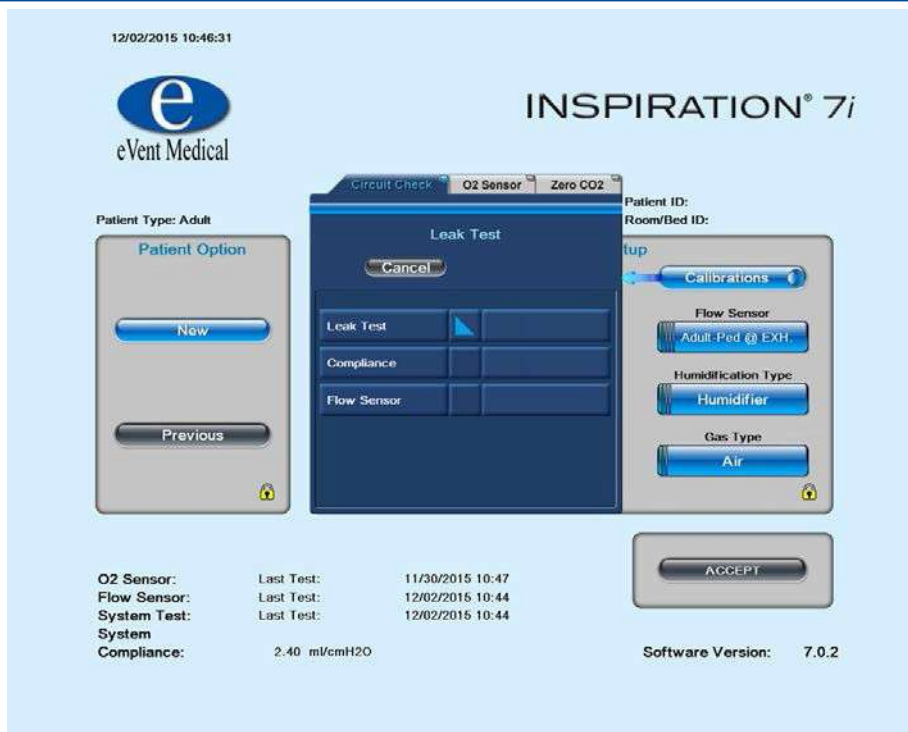 12/02/2015 10:46:31
e
eVent Medical
INSPIRATION® 7i
Circuit Check
O2 Sensor
Zero CO2
Patient ID:
Room/Bed ID:
Patient Type: Adult
Patient Option
New
Previous
Leak Test
Cancel
Leak Test
Compliance
Flow Sensor
tup
Calibrations
Flow Sensor
Adult-Ped @ EXH.
Humidification Type
Humidifier
Gas Type
Air
ACCEPT
O2 Sensor: Last Test: 11/30/2015 10:47
Flow Sensor: Last Test: 12/02/2015 10:44
System Test: Last Test: 12/02/2015 10:44
System
Compliance: 2.40 ml/cmH2O
Software Version: 7.0.2